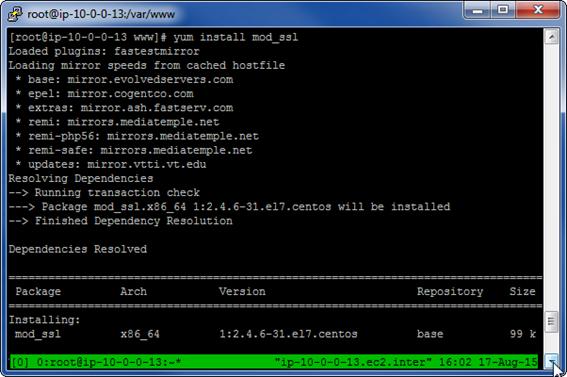 root@ip-10-0-0-13:/var/www
[root@ip-10-0-0-13 www]# yum install mod_ssl
Loaded plugins: fastestmirror
Loading mirror speeds from cached hostfile
 * base: mirror.evolvedservers.com
 * epel: mirror.cogentco.com
 * extras: mirror.ash.fastserv.com
 * remi: mirrors.mediatemple.net
 * remi-php56: mirrors.mediatemple.net
 * remi-safe: mirrors.mediatemple.net
 * updates: mirror.vtti.vt.edu
Resolving Dependencies
--> Running transaction check
---> Package mod_ssl.x86_64 1:2.4.6-31.el7.centos will be installed
--> Finished Dependency Resolution
Dependencies Resolved
================================================================================
 Package Arch Version Repository Size
================================================================================
Installing:
 mod_ssl x86_64 1:2.4.6-31.el7.centos base 99 k
[0] 0:root@ip-10-0-0-13:~* "ip-10-0-0-13.ec2.inter" 16:02 17-Aug-15